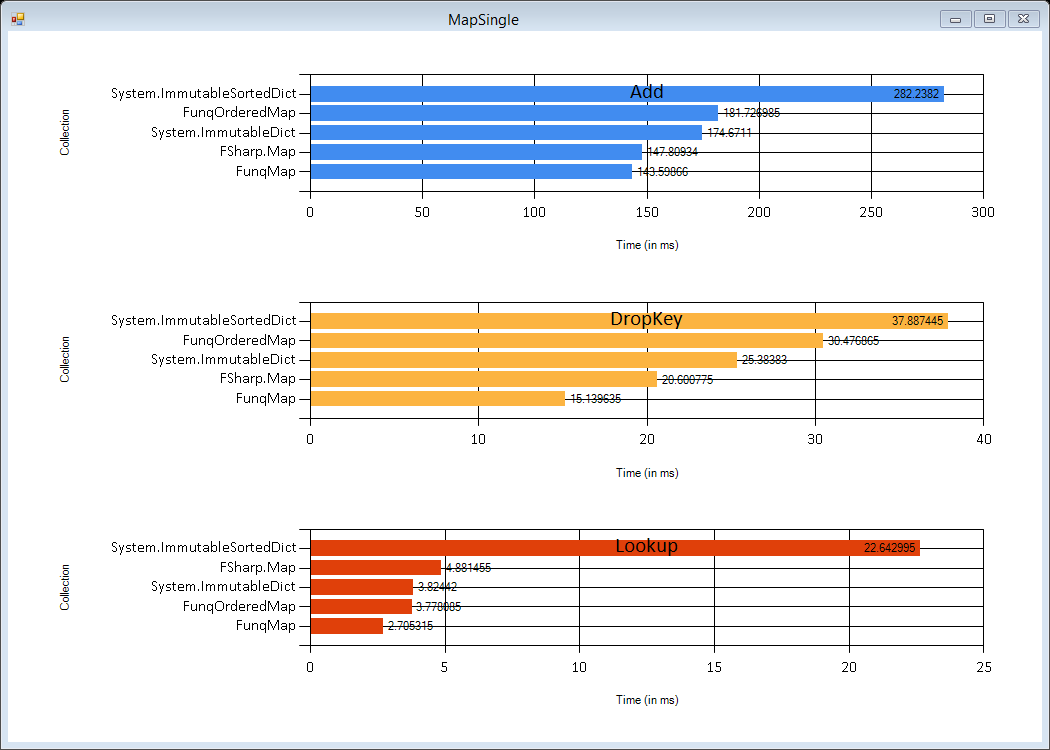 MapSingle
Collection
Add
System.ImmutableSortedDict 282.2382
FunqOrderedMap 181.726985
System.ImmutableDict 174.6711
FSharp.Map 147.80934
FunqMap 143.59866
0 50 100 150 200 250 300
Time (in ms)
Collection
DropKey
System.ImmutableSortedDict 37.887445
FunqOrderedMap 30.476865
System.ImmutableDict 25.38383
FSharp.Map 20.600775
FunqMap 15.139635
0 10 20 30 40
Time (in ms)
Collection
Lookup
System.ImmutableSortedDict 22.642995
FSharp.Map 4.881455
System.ImmutableDict 3.82442
FunqOrderedMap 3.778085
FunqMap 2.705315
0 5 10 15 20 25
Time (in ms)